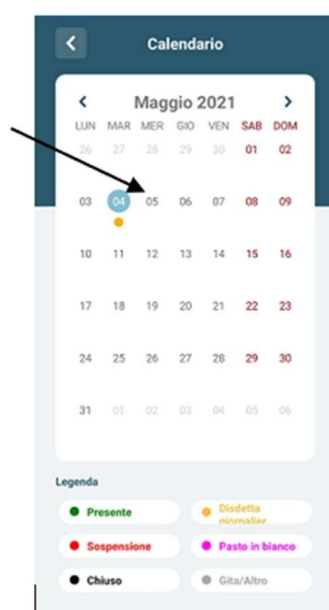 Calendario
Maggio 2021
LUN MAR MER GIO VEN SAB DOM
26 27 28 29 30 01 02
03 04 05 06 07 08 09
10 11 12 13 14 15 16
17 18 19 20 21 22 23
24 25 26 27 28 29 30
31 01 02 03 04 05 06
Legenda
Presente
Disdetta
giornalier
Sospensione
Pasto in bianco
Chiuso
Gita/Altro